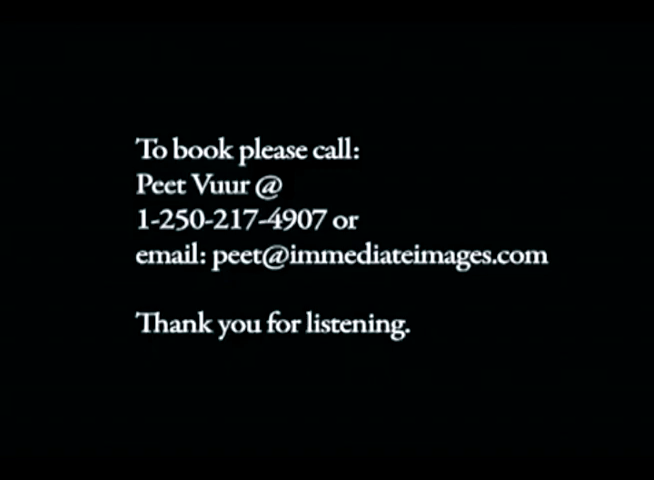 To book please call:
Peet Vuur @
1-250-217-4907 or
email: peet@immediateimages.com
Thank you for listening.